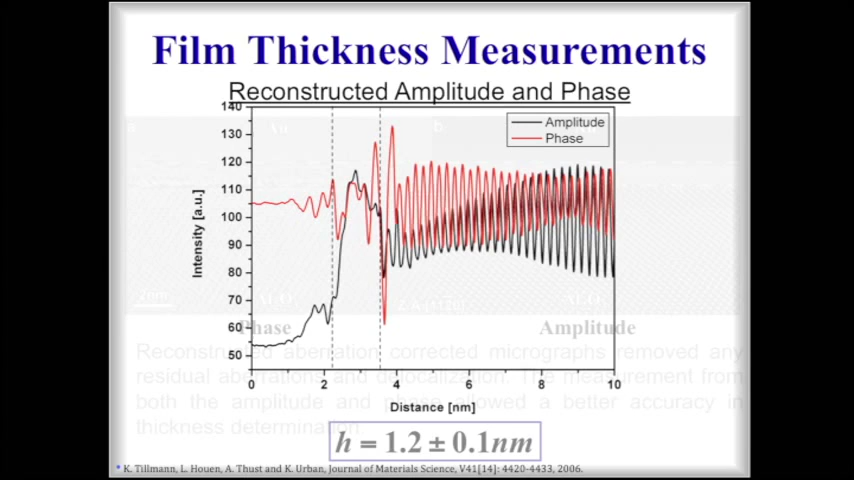 Film Thickness Measurements
Reconstructed Amplitude and Phase
140
130
120
110
100
90
80
70
60
50
Intensity [a.u.]
Amplitude
Phase
0 2 4 6 8 10
Distance [nm]
Phase Amplitude
Reconstructed aberration corrected micrographs removed any
residual aberrations and delocalization. The measurement from
both the amplitude and phase allowed a better accuracy in
thickness determination.
h = 1.2 ± 0.1nm
* K. Tillmann, L. Houen, A. Thust and K. Urban, Journal of Materials Science, V41[14]: 4420-4433, 2006.